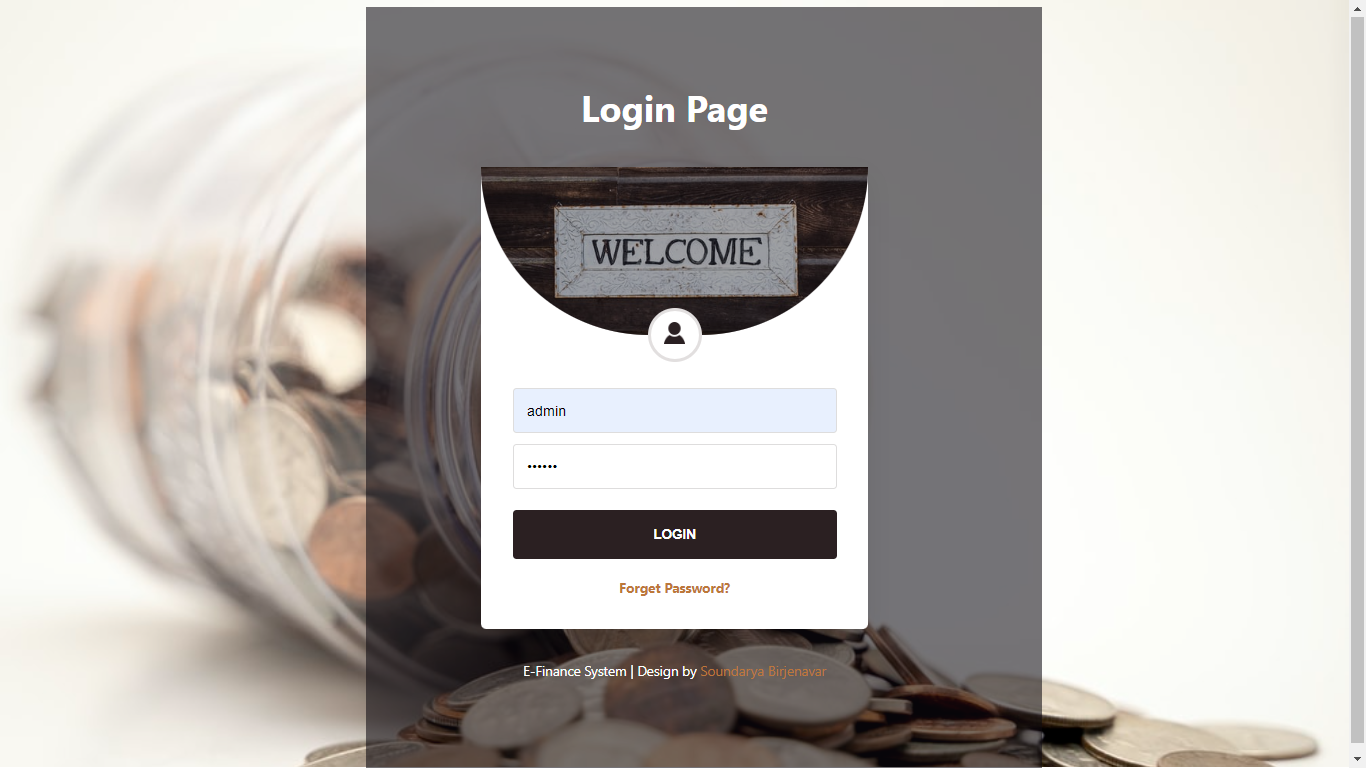 Login Page
WELCOME
admin
••••••
LOGIN
Forget Password?
E-Finance System | Design by Soundarya Birjenavar